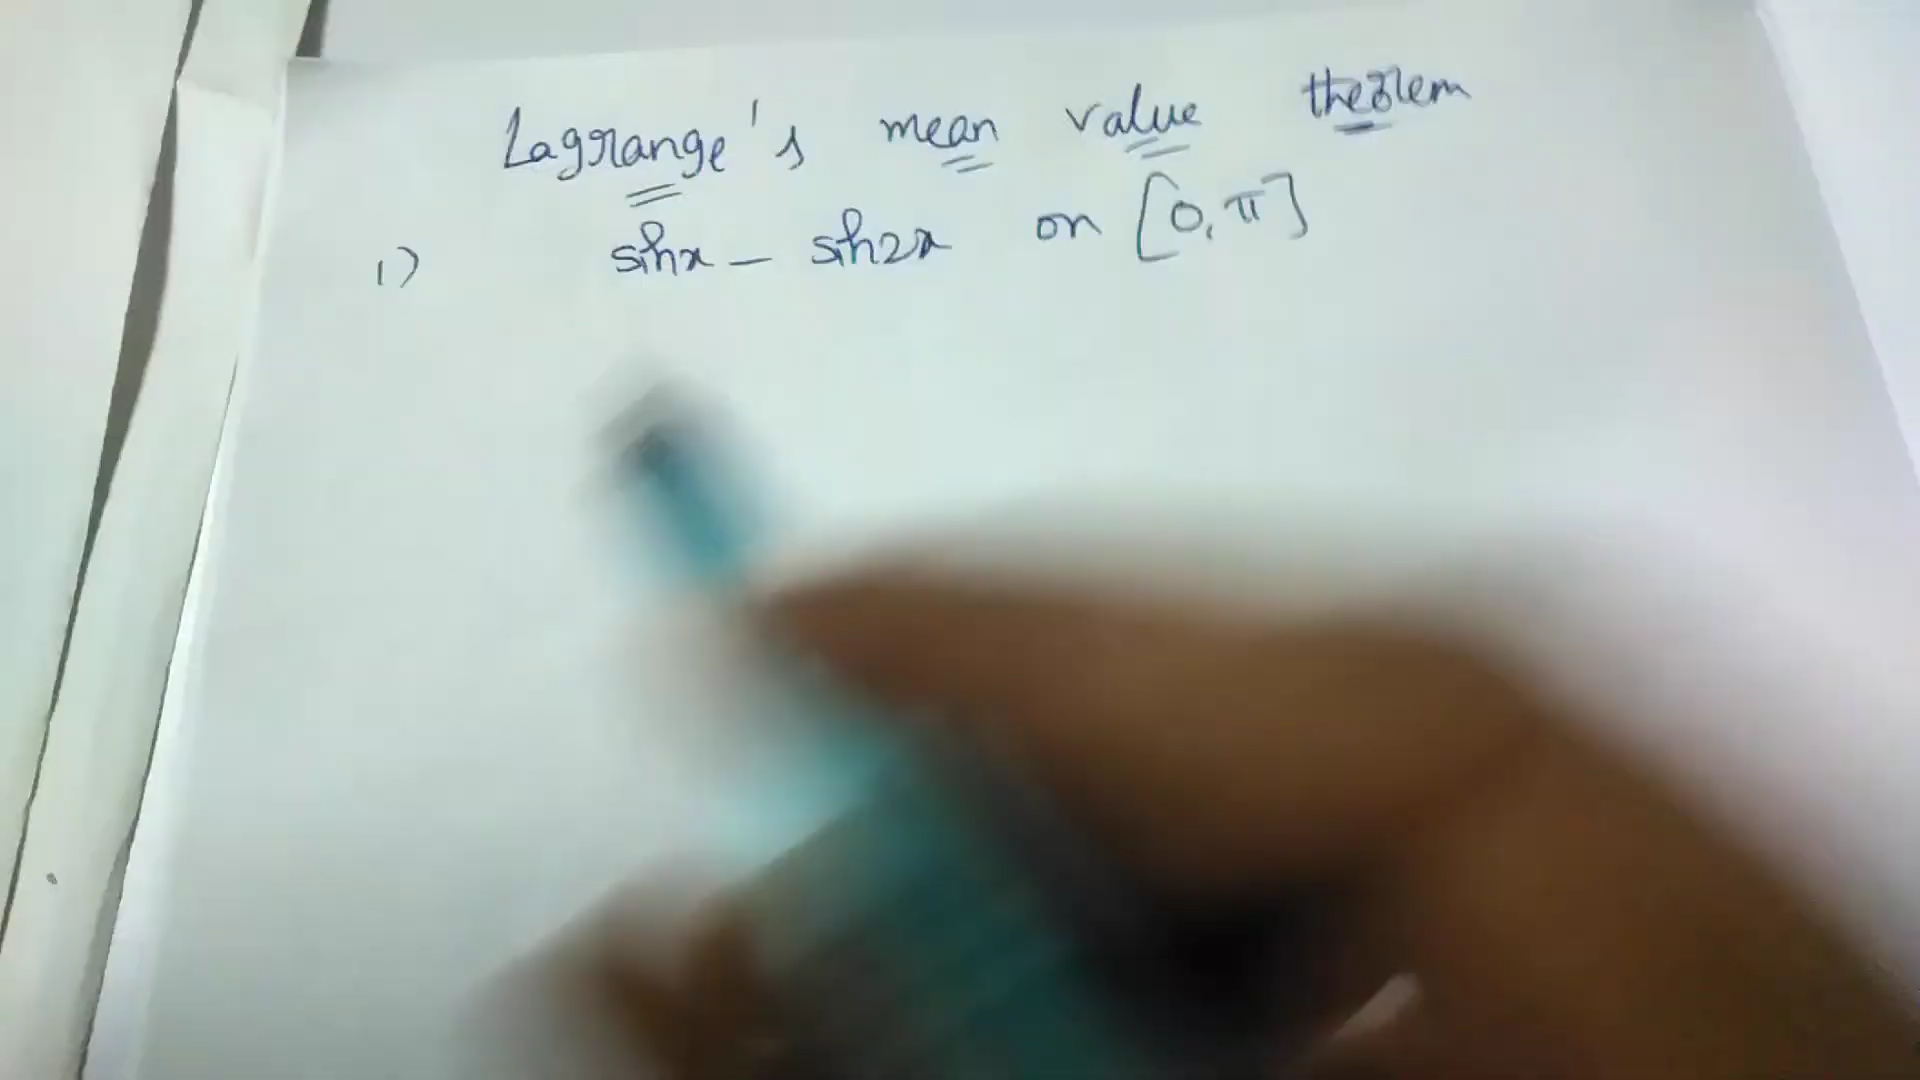 Lagrange's mean value theorem
1) sinx - sin2x on [0, π]